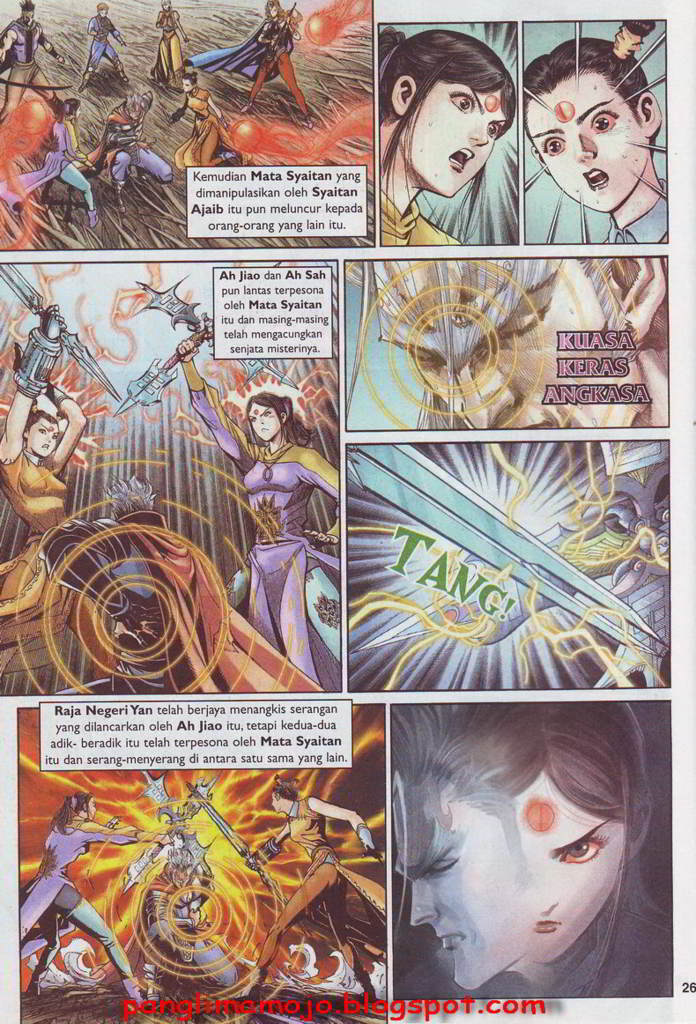 Kemudian Mata Syaitan yang
dimanipulasikan oleh Syaitan
Ajaib itu pun meluncur kepada
orang-orang yang lain itu.
Ah Jiao dan Ah Sah
pun lantas terpesona
oleh Mata Syaitan
itu dan masing-masing
telah mengacungkan
senjata misterinya.
KUASA
KERAS
ANGKASA
TANG!
Raja Negeri Yan telah berjaya menangkis serangan
yang dilancarkan oleh Ah Jiao itu, tetapi kedua-dua
adik- beradik itu telah terpesona oleh Mata Syaitan
itu dan serang-menyerang di antara satu sama yang lain.
26
panglimamojo.blogspot.com